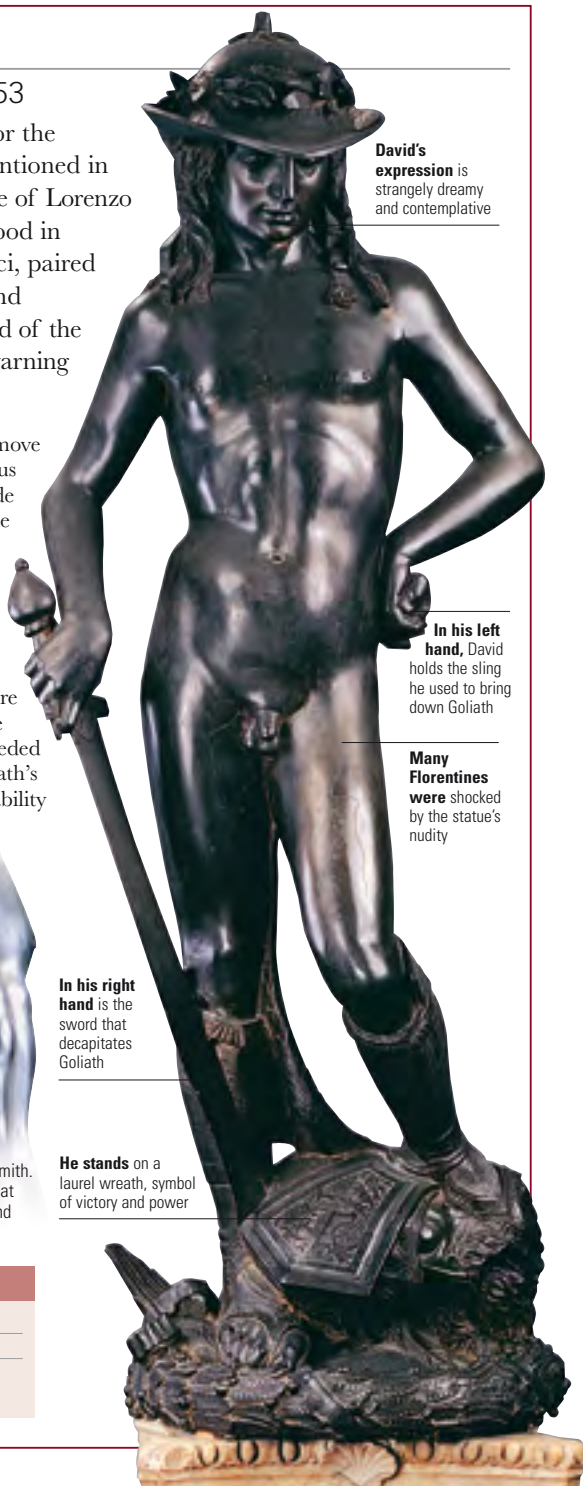 53
or the
ntioned in
e of Lorenzo
ood in
ci, paired
nd
d of the
arning
move
us
de
e
re
e
eeded
ath's
bility
mith.
at
nd
David's
expression is
strangely dreamy
and contemplative
In his left
hand, David
holds the sling
he used to bring
down Goliath
Many
Florentines
were shocked
by the statue's
nudity
In his right
hand is the
sword that
decapitates
Goliath
He stands on a
laurel wreath, symbol
of victory and power